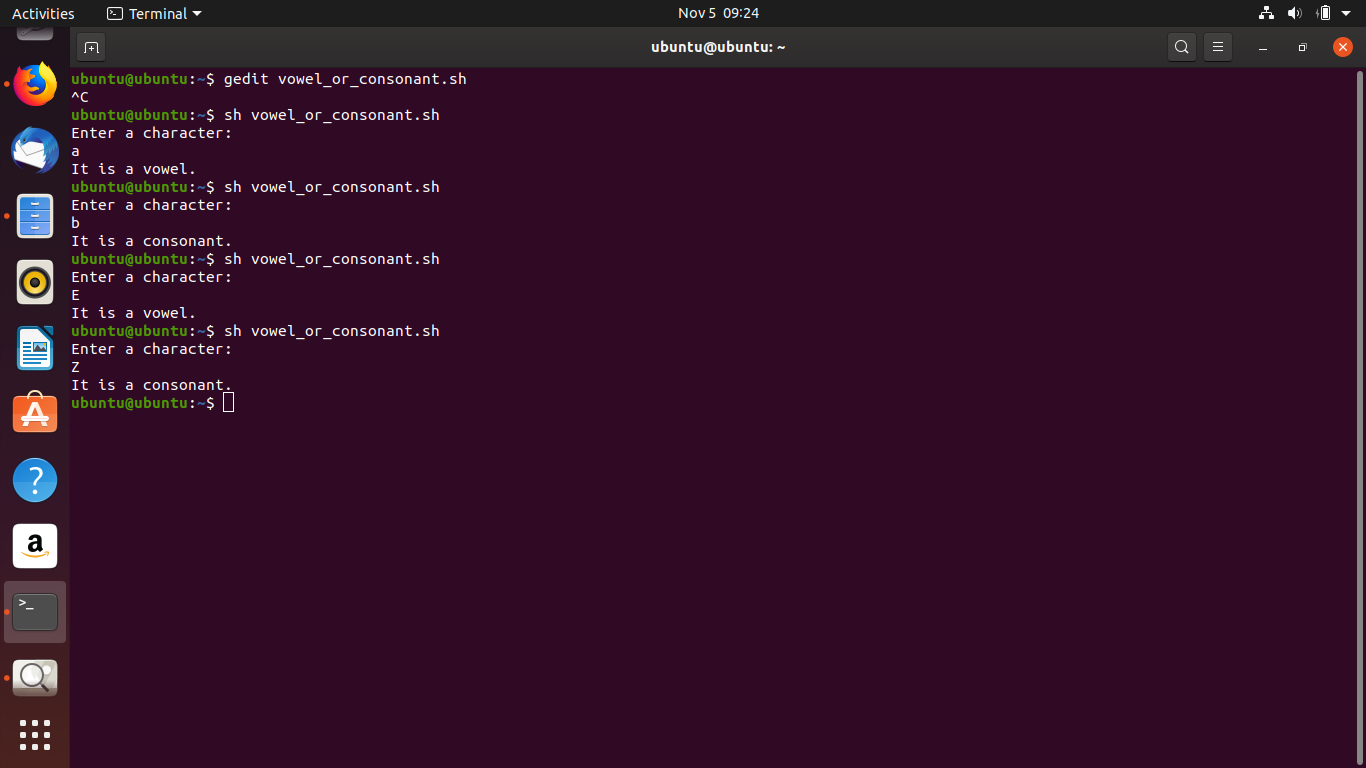 Activities
Terminal
Nov 5 09:24
ubuntu@ubuntu: ~
ubuntu@ubuntu:~$ gedit vowel_or_consonant.sh
^C
ubuntu@ubuntu:~$ sh vowel_or_consonant.sh
Enter a character:
a
It is a vowel.
ubuntu@ubuntu:~$ sh vowel_or_consonant.sh
Enter a character:
b
It is a consonant.
ubuntu@ubuntu:~$ sh vowel_or_consonant.sh
Enter a character:
E
It is a vowel.
ubuntu@ubuntu:~$ sh vowel_or_consonant.sh
Enter a character:
Z
It is a consonant.
ubuntu@ubuntu:~$